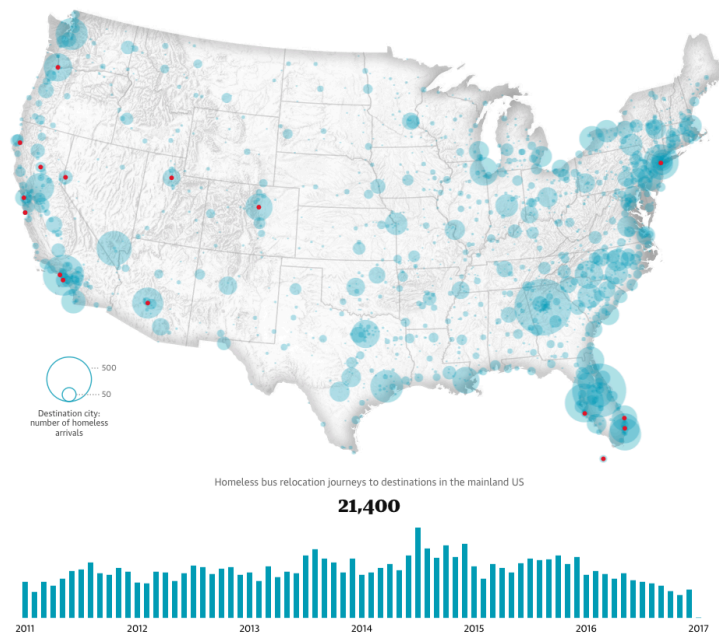 500
50
Destination city:
number of homeless
arrivals
Homeless bus relocation journeys to destinations in the mainland US
21,400
2011 2012 2013 2014 2015 2016 2017